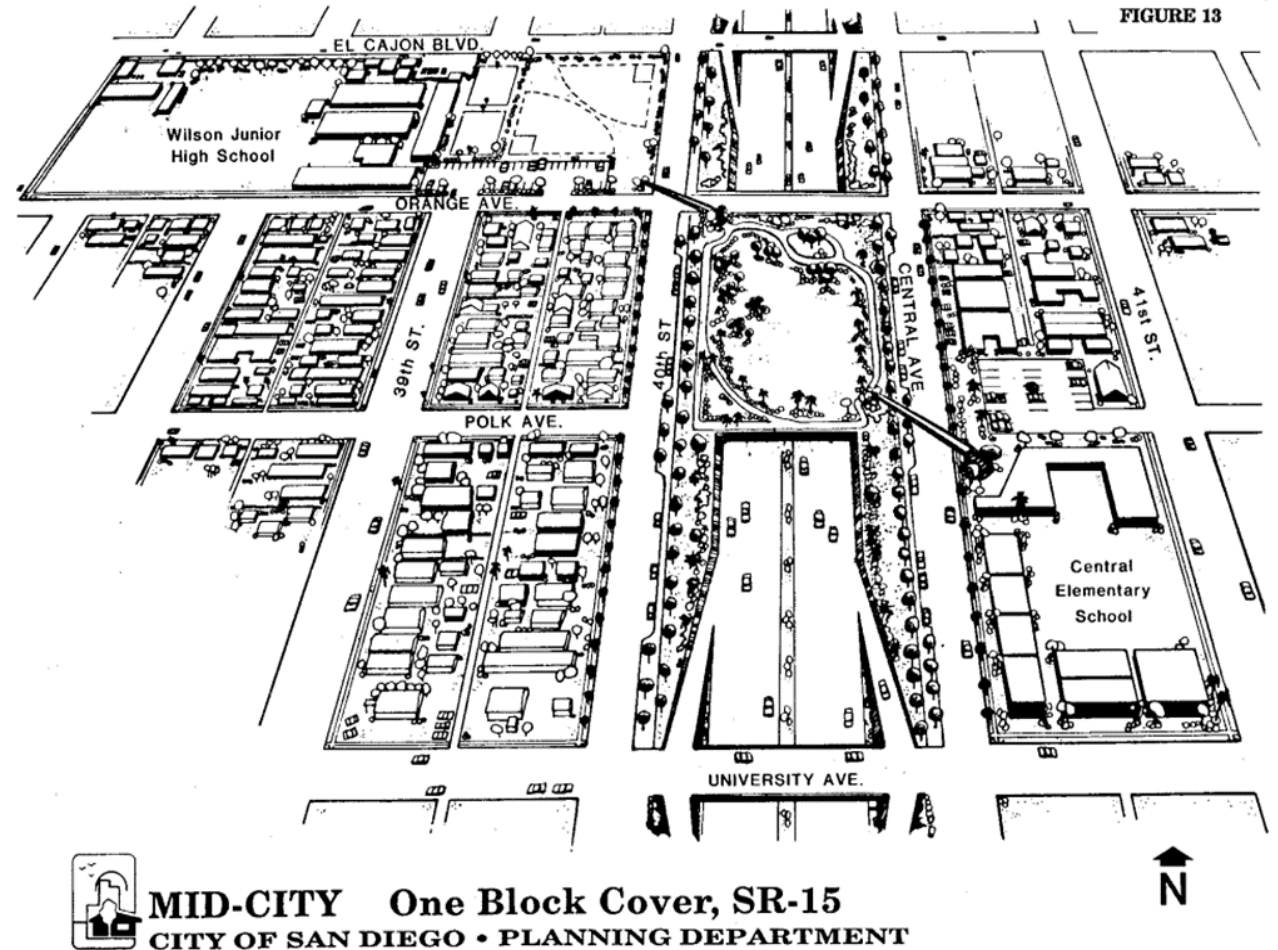 FIGURE 13
EL CAJON BLVD.
Wilson Junior
High School
ORANGE AVE.
CENTRAL AVE
41st ST.
39th ST.
40th ST
POLK AVE.
Central
Elementary
School
UNIVERSITY AVE.
N
MID-CITY One Block Cover, SR-15
CITY OF SAN DIEGO • PLANNING DEPARTMENT